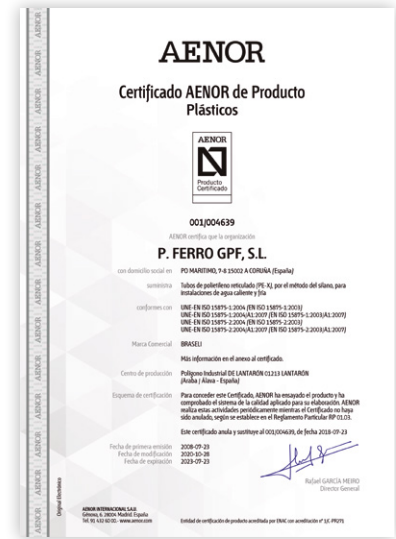 AENOR
Certificado AENOR de Producto
Plásticos
AENOR
Producto
Certificado
001/004639
AENOR certifica que la organización
P. FERRO GPF, S.L.
con domicilio social en PO MARITIMO, 7-8 15002 A CORUÑA (España)
suministra Tubos de polietileno reticulado (PE-X), por el método del silano, para
instalaciones de agua caliente y fría
conformes con UNE-EN ISO 15875-1:2004 (EN ISO 15875-1:2003)
UNE-EN ISO 15875-1:2004/A1:2007 (EN ISO 15875-1:2003/A1:2007)
UNE-EN ISO 15875-2:2004 (EN ISO 15875-2:2003)
UNE-EN ISO 15875-2:2004/A1:2007 (EN ISO 15875-2:2003/A1:2007)
Marca Comercial BRASELI
Más información en el anexo al certificado.
Centro de producción Polígono Industrial DE LANTARÓN 01213 LANTARÓN
(Araba / Álava - España)
Esquema de certificación Para conceder este Certificado, AENOR ha ensayado el producto y ha
comprobado el sistema de la calidad aplicado para su elaboración. AENOR
realiza estas actividades periódicamente mientras el Certificado no haya
sido anulado, según se establece en el Reglamento Particular RP 01.03.
Este certificado anula y sustituye al 001/004639, de fecha 2018-07-23
Fecha de primera emisión 2008-07-23
Fecha de modificación 2020-10-28
Fecha de expiración 2023-07-23
Rafael GARCÍA MEIRO
Director General
Original Electrónico
AENOR INTERNACIONAL S.A.U.
Génova, 6. 28004 Madrid. España
Tel. 91 432 60 00.- www.aenor.com
Entidad de certificación de producto acreditada por ENAC con acreditación nº 1/C-PR271